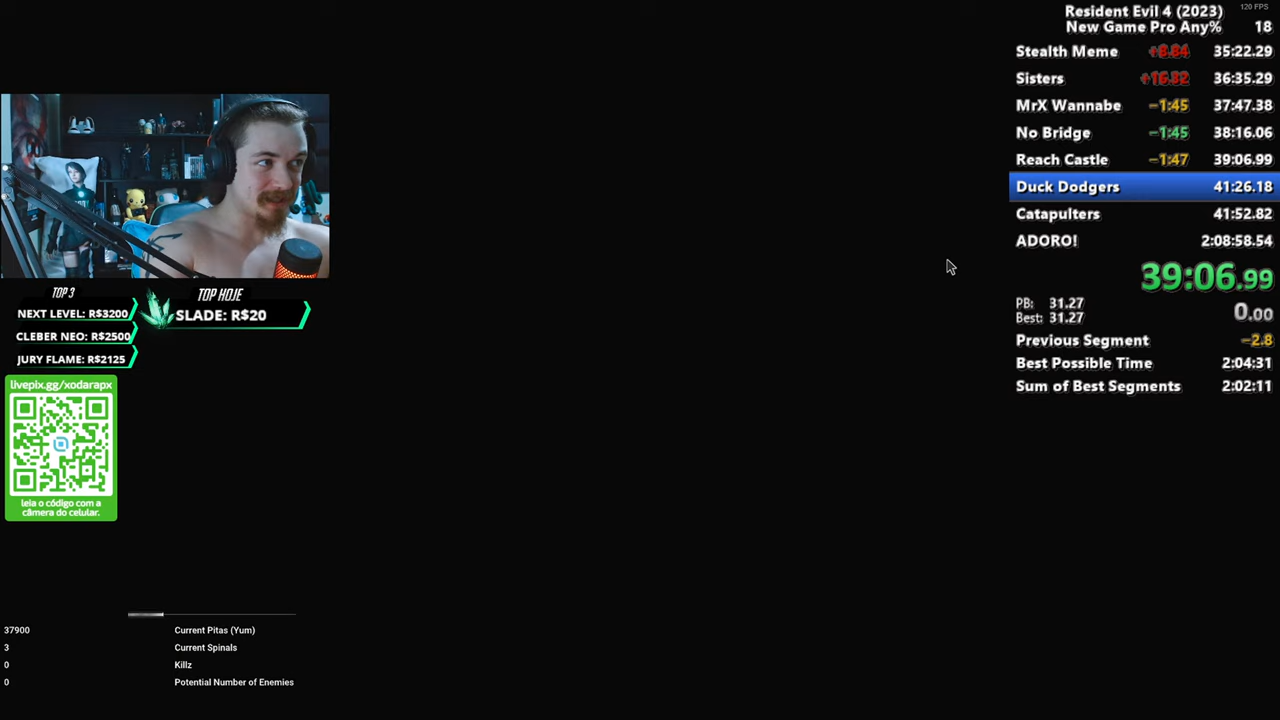 120 FPS
Resident Evil 4 (2023)
New Game Pro Any% 18
Stealth Meme +8.84 35:22.29
Sisters +16.82 36:35.29
MrX Wannabe −1:45 37:47.38
No Bridge −1:45 38:16.06
Reach Castle −1:47 39:06.99
Duck Dodgers 41:26.18
Catapulters 41:52.82
ADORO! 2:08:58.54
39:06.99
PB: 31.27
Best: 31.27
0.00
Previous Segment −2.8
Best Possible Time 2:04:31
Sum of Best Segments 2:02:11
TOP 3
NEXT LEVEL: R$3200
CLEBER NEO: R$2500
JURY FLAME: R$2125
TOP HOJE
SLADE: R$20
livepix.gg/xodarapx
leia o código com a
câmera do celular.
37900 Current Pitas (Yum)
3 Current Spinals
0 Killz
0 Potential Number of Enemies